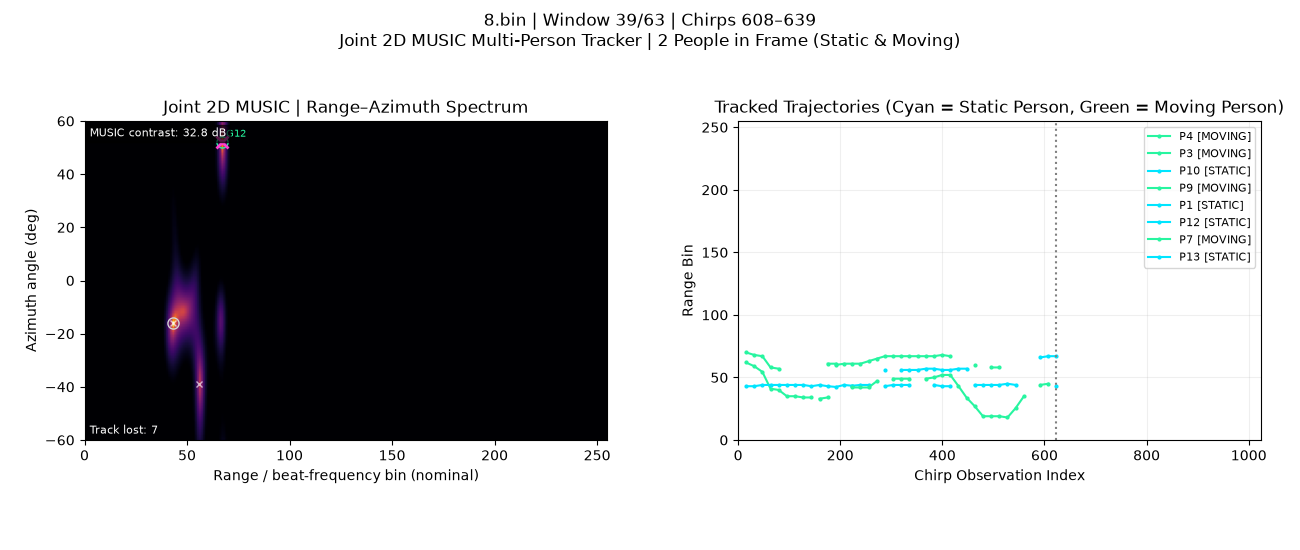 8.bin | Window 39/63 | Chirps 608–639
Joint 2D MUSIC Multi-Person Tracker | 2 People in Frame (Static & Moving)
Joint 2D MUSIC | Range–Azimuth Spectrum
MUSIC contrast: 32.8 dB
Track lost: 7
60
40
20
0
−20
−40
−60
Azimuth angle (deg)
0
50
100
150
200
250
Range / beat-frequency bin (nominal)
Tracked Trajectories (Cyan = Static Person, Green = Moving Person)
P4 [MOVING]
P3 [MOVING]
P10 [STATIC]
P9 [MOVING]
P1 [STATIC]
P12 [STATIC]
P7 [MOVING]
P13 [STATIC]
250
200
150
100
50
0
Range Bin
0
200
400
600
800
1000
Chirp Observation Index